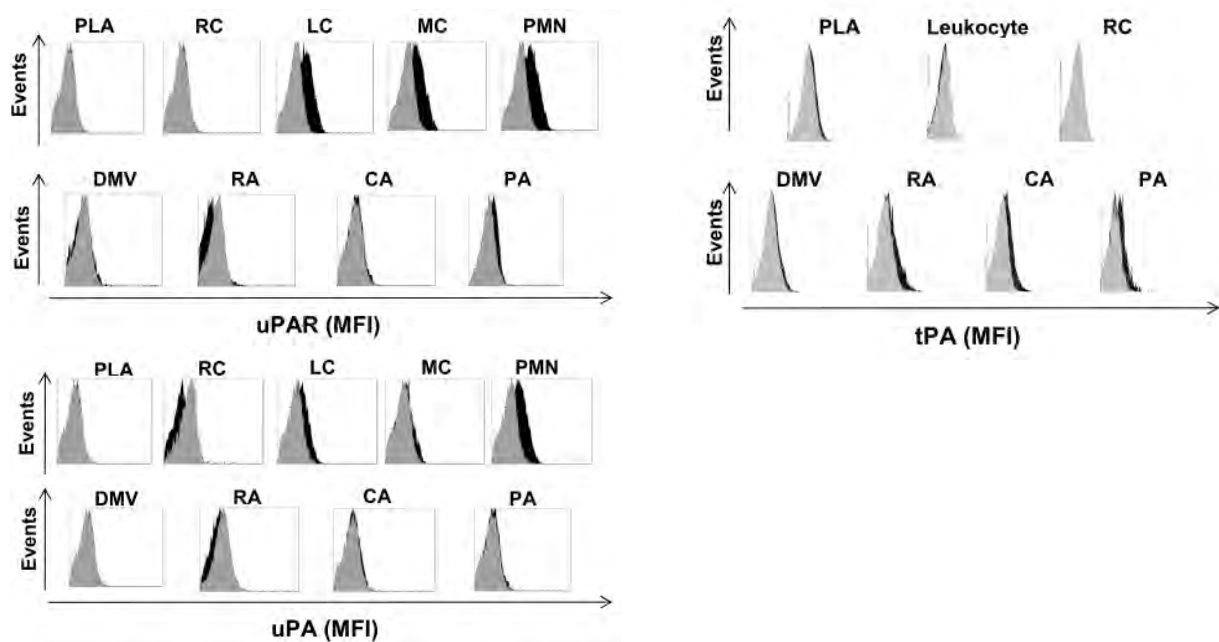 PLA RC LC MC PMN
Events
DMV RA CA PA
Events
uPAR (MFI)
PLA RC LC MC PMN
Events
DMV RA CA PA
Events
uPA (MFI)
PLA Leukocyte RC
Events
DMV RA CA PA
Events
tPA (MFI)